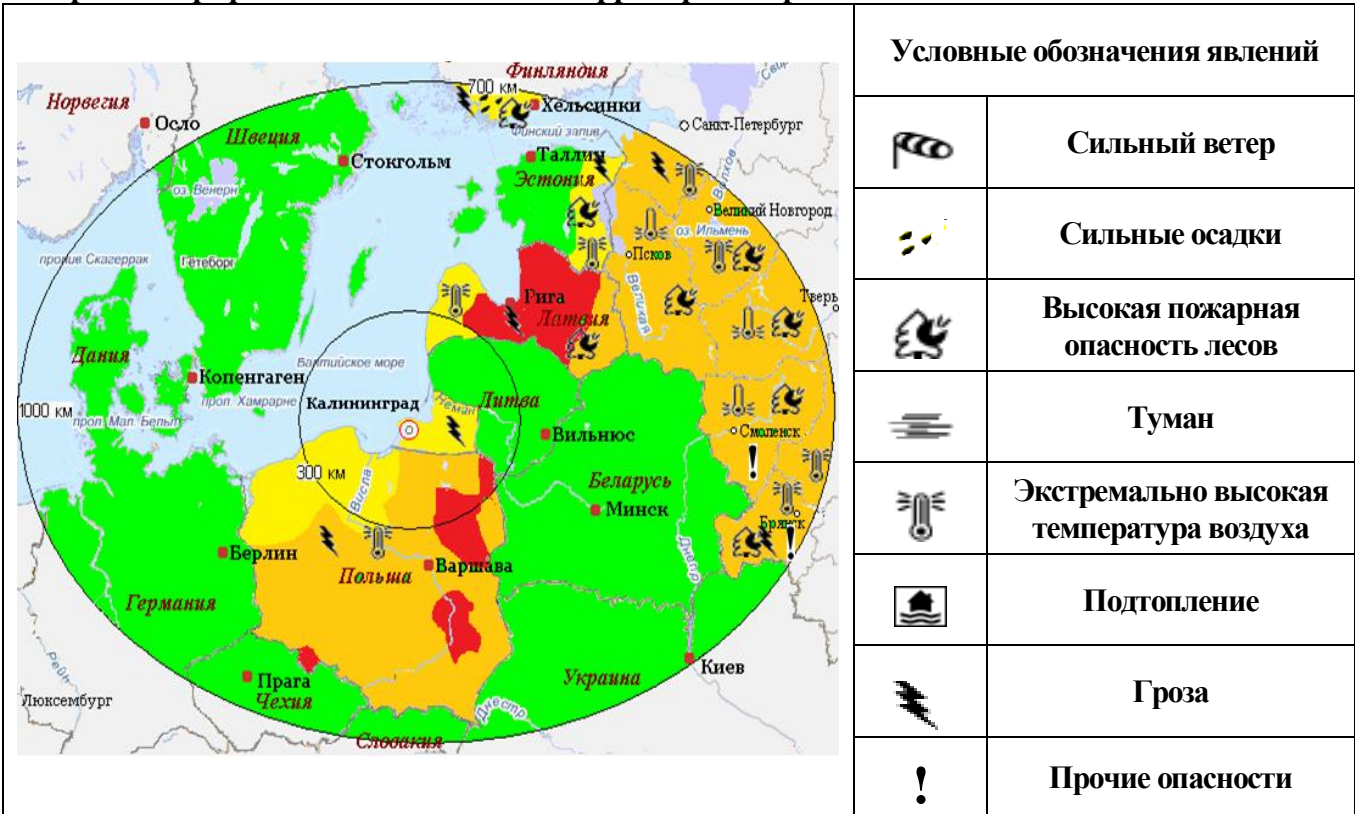 Финляндия
700 км
Норвегия
Хельсинки
Осло
Санкт-Петербург
Швеция
Финский залив
Стокгольм
Таллин
Эстония
Волхов
оз. Венерн
Великий Новгород
оз. Ильмень
Псков
пролив Скагеррак
Гётеборг
Великая
Рига
Тверь
Латвия
Дания
Балтийское море
Копенгаген
Калининград
Неман
Литва
1000 км
прол. Хамрарне
прол. Мал. Бельт
Смоленск
Вильнюс
300 км
Висла
Беларусь
Минск
Брянск
Берлин
Варшава
Днепр
Польша
Германия
Рейн
Киев
Прага
Украина
Люксембург
Чехия
Днестр
Словакия
Условные обозначения явлений
Сильный ветер
Сильные осадки
Высокая пожарная
опасность лесов
Туман
Экстремально высокая
температура воздуха
Подтопление
Гроза
!
Прочие опасности